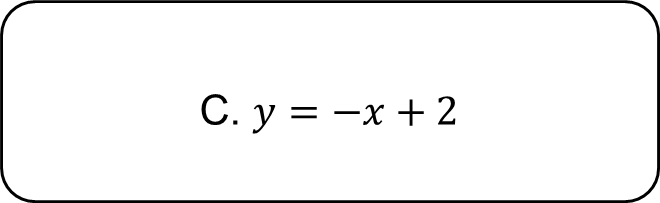 C. y = −x + 2